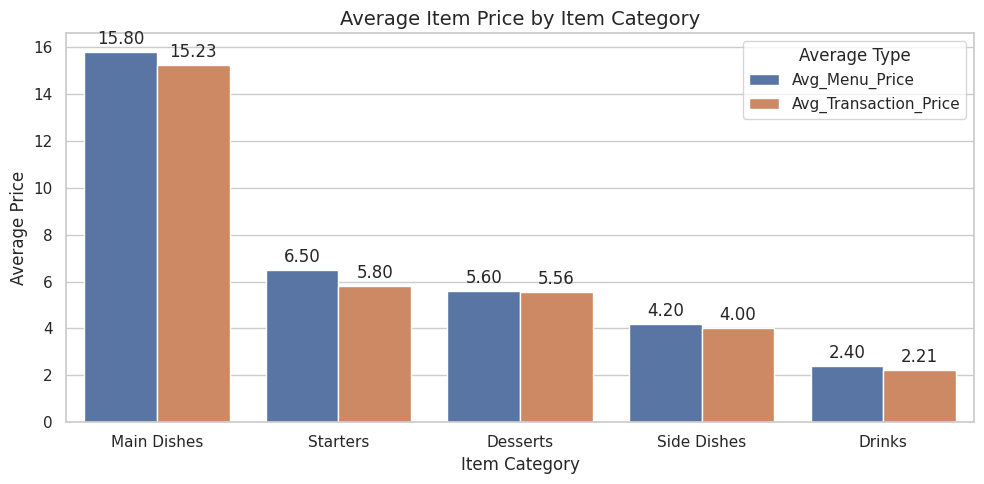 Average Item Price by Item Category
Average Price
16
14
12
10
8
6
4
2
0
15.80
15.23
6.50
5.80
5.60
5.56
4.20
4.00
2.40
2.21
Average Type
Avg_Menu_Price
Avg_Transaction_Price
Main Dishes
Starters
Desserts
Side Dishes
Drinks
Item Category